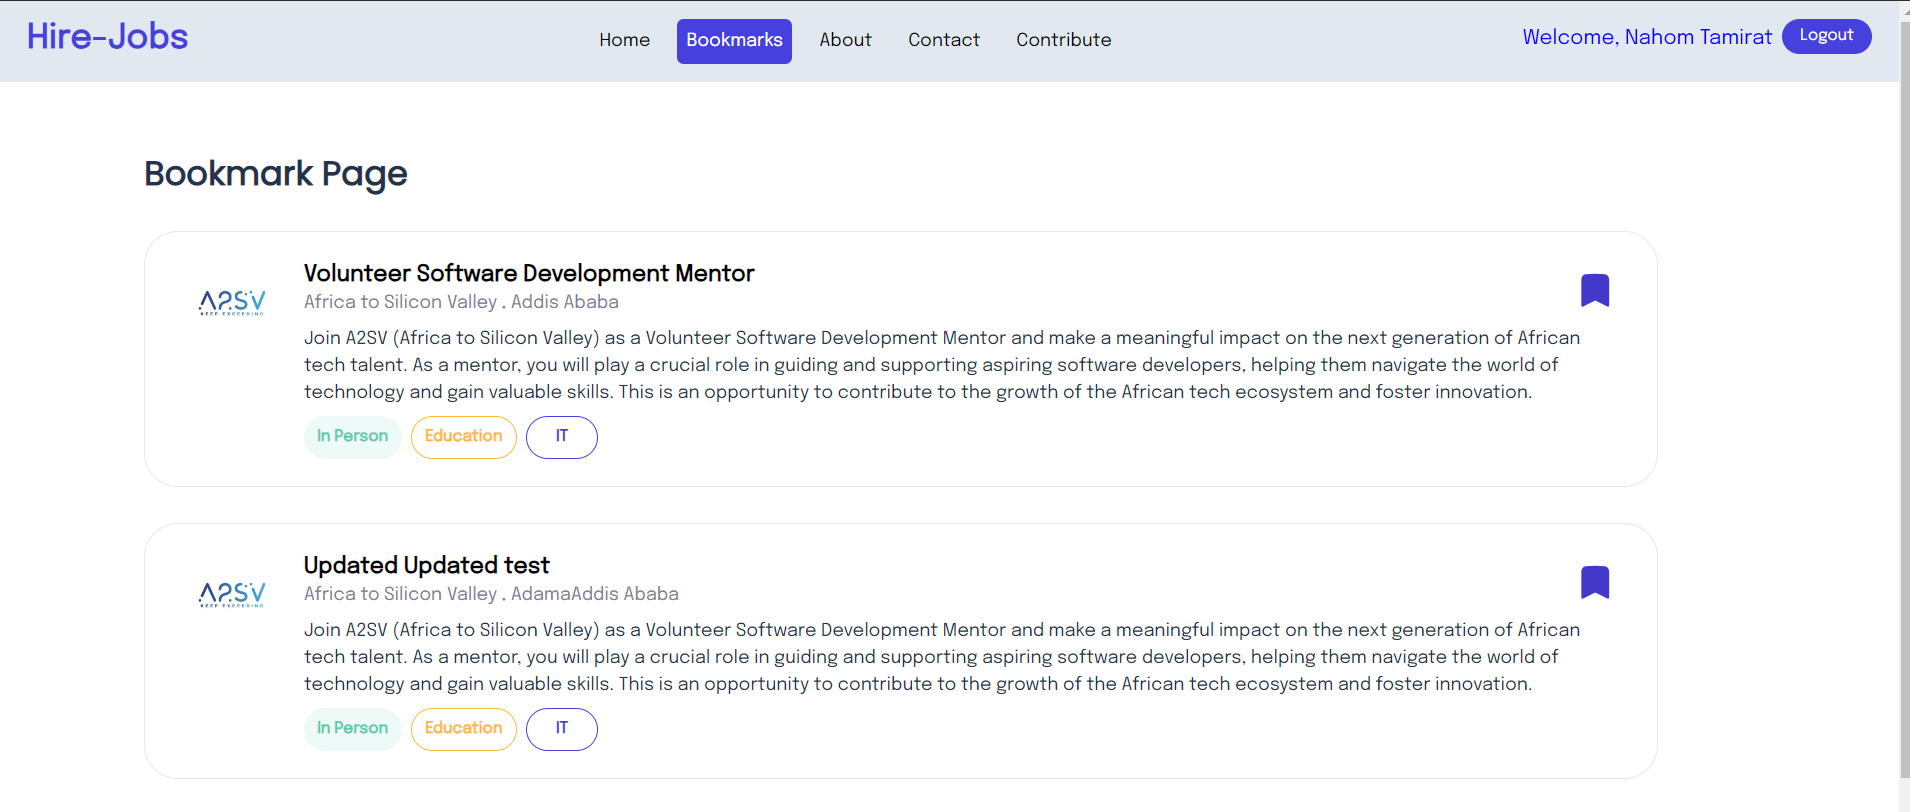 Hire-Jobs
Home Bookmarks About Contact Contribute
Welcome, Nahom Tamirat Logout
Bookmark Page
A2SV
KEEP EXCEEDING
Volunteer Software Development Mentor
Africa to Silicon Valley . Addis Ababa
Join A2SV (Africa to Silicon Valley) as a Volunteer Software Development Mentor and make a meaningful impact on the next generation of African
tech talent. As a mentor, you will play a crucial role in guiding and supporting aspiring software developers, helping them navigate the world of
technology and gain valuable skills. This is an opportunity to contribute to the growth of the African tech ecosystem and foster innovation.
In Person Education IT
A2SV
KEEP EXCEEDING
Updated Updated test
Africa to Silicon Valley . AdamaAddis Ababa
Join A2SV (Africa to Silicon Valley) as a Volunteer Software Development Mentor and make a meaningful impact on the next generation of African
tech talent. As a mentor, you will play a crucial role in guiding and supporting aspiring software developers, helping them navigate the world of
technology and gain valuable skills. This is an opportunity to contribute to the growth of the African tech ecosystem and foster innovation.
In Person Education IT